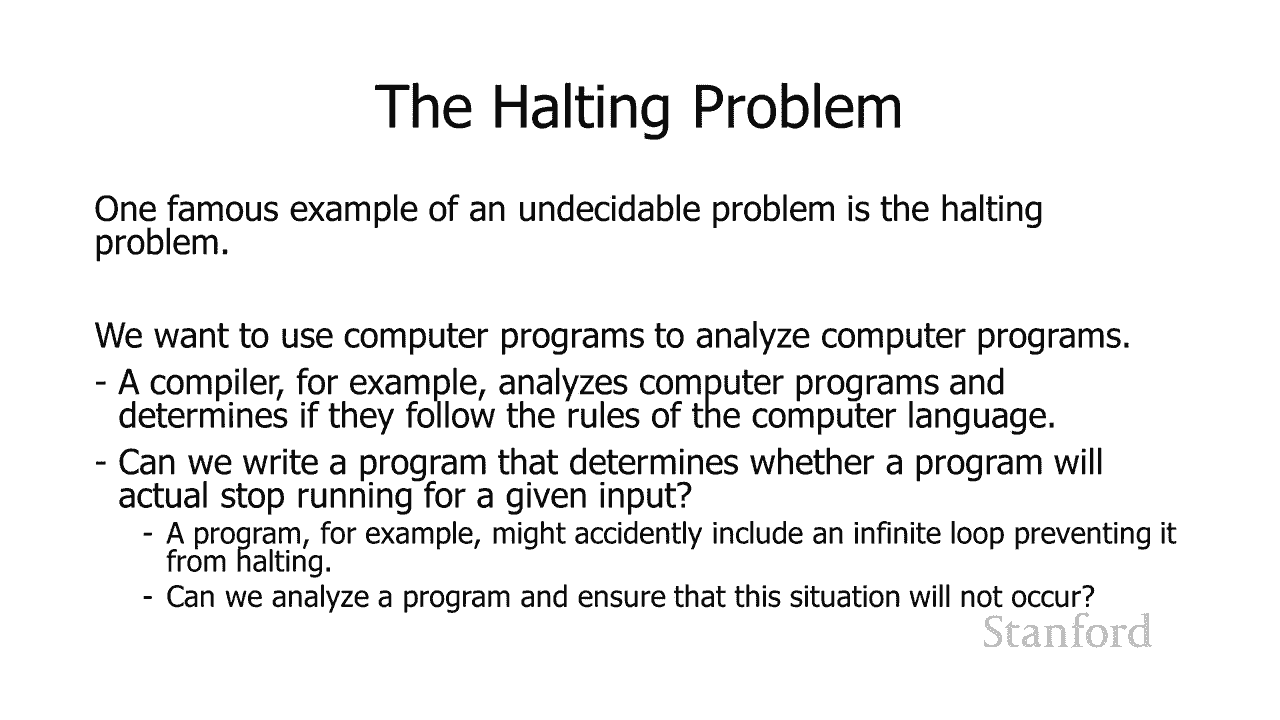 The Halting Problem
One famous example of an undecidable problem is the halting
problem.
We want to use computer programs to analyze computer programs.
- A compiler, for example, analyzes computer programs and
determines if they follow the rules of the computer language.
- Can we write a program that determines whether a program will
actual stop running for a given input?
- A program, for example, might accidently include an infinite loop preventing it
from halting.
- Can we analyze a program and ensure that this situation will not occur?
Stanford